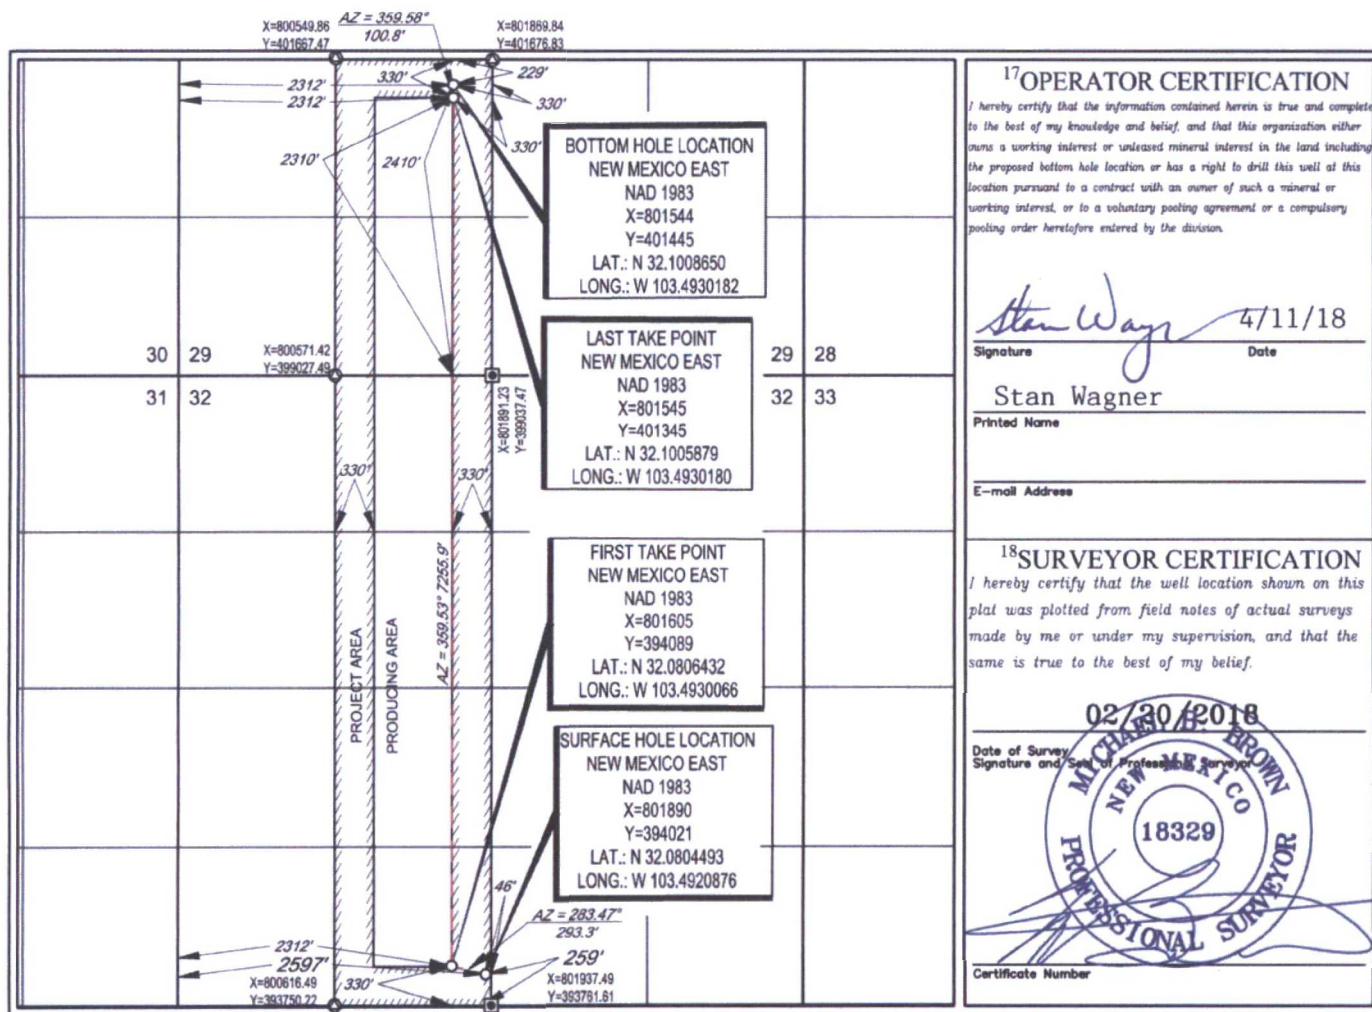 X=800549.86
Y=401667.47
AZ = 359.58°
100.8'
X=801869.84
Y=401676.83
2312'
330'
229'
2312'
330'
330'
2310'
2410'
BOTTOM HOLE LOCATION
NEW MEXICO EAST
NAD 1983
X=801544
Y=401445
LAT.: N 32.1008650
LONG.: W 103.4930182
LAST TAKE POINT
NEW MEXICO EAST
NAD 1983
X=801545
Y=401345
LAT.: N 32.1005879
LONG.: W 103.4930180
30 29
31 32
X=800571.42
Y=399027.49
29 28
32 33
X=801891.23
Y=399037.47
330'
330'
FIRST TAKE POINT
NEW MEXICO EAST
NAD 1983
X=801605
Y=394089
LAT.: N 32.0806432
LONG.: W 103.4930066
AZ = 359.53° 7255.9'
PROJECT AREA
PRODUCING AREA
SURFACE HOLE LOCATION
NEW MEXICO EAST
NAD 1983
X=801890
Y=394021
LAT.: N 32.0804493
LONG.: W 103.4920876
46'
AZ = 283.47°
293.3'
2312'
2597'
259'
X=800616.49
Y=393750.22
330'
X=801937.49
Y=393761.61
17 OPERATOR CERTIFICATION
I hereby certify that the information contained herein is true and complete
to the best of my knowledge and belief, and that this organization either
owns a working interest or unleased mineral interest in the land including
the proposed bottom hole location or has a right to drill this well at this
location pursuant to a contract with an owner of such a mineral or
working interest, or to a voluntary pooling agreement or a compulsory
pooling order heretofore entered by the division.
Stan Wagner 4/11/18
Signature Date
Stan Wagner
Printed Name
E-mail Address
18 SURVEYOR CERTIFICATION
I hereby certify that the well location shown on this
plat was plotted from field notes of actual surveys
made by me or under my supervision, and that the
same is true to the best of my belief.
02/30/2018
Date of Survey
Signature and Seal of Professional Surveyor
MICHAEL B. BROWN
NEW MEXICO
18329
PROFESSIONAL SURVEYOR
Certificate Number